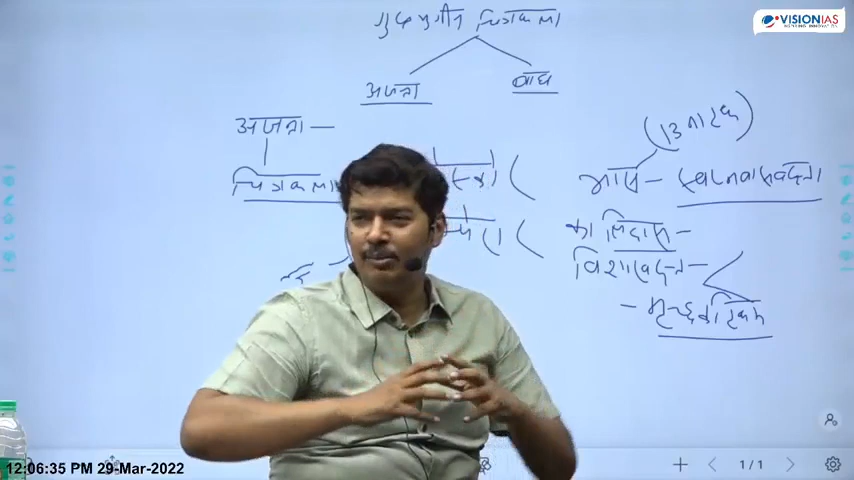 VISIONIAS
गुप्तयुगीन चित्रकला
अजन्ता
बाघ
अजन्ता —
(13 नाटक)
चित्रकला
भास — स्वप्नवासवदत्ता
कालिदास —
विशाखदत्त —
— मृच्छकटिकम
1/1
12:06:35 PM 29-Mar-2022